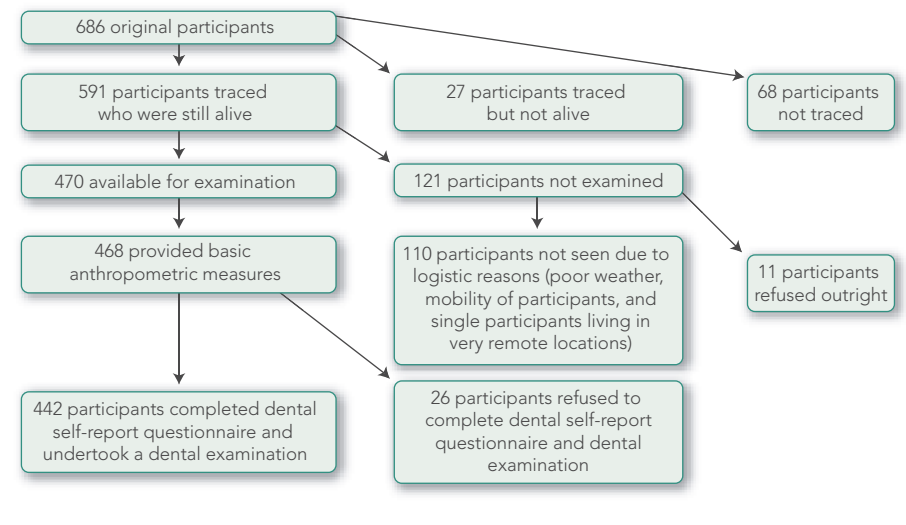 686 original participants
591 participants traced
who were still alive
27 participants traced
but not alive
68 participants
not traced
470 available for examination
121 participants not examined
468 provided basic
anthropometric measures
110 participants not seen due to
logistic reasons (poor weather,
mobility of participants, and
single participants living in
very remote locations)
11 participants
refused outright
442 participants completed dental
self-report questionnaire and
undertook a dental examination
26 participants refused to
complete dental self-report
questionnaire and dental
examination